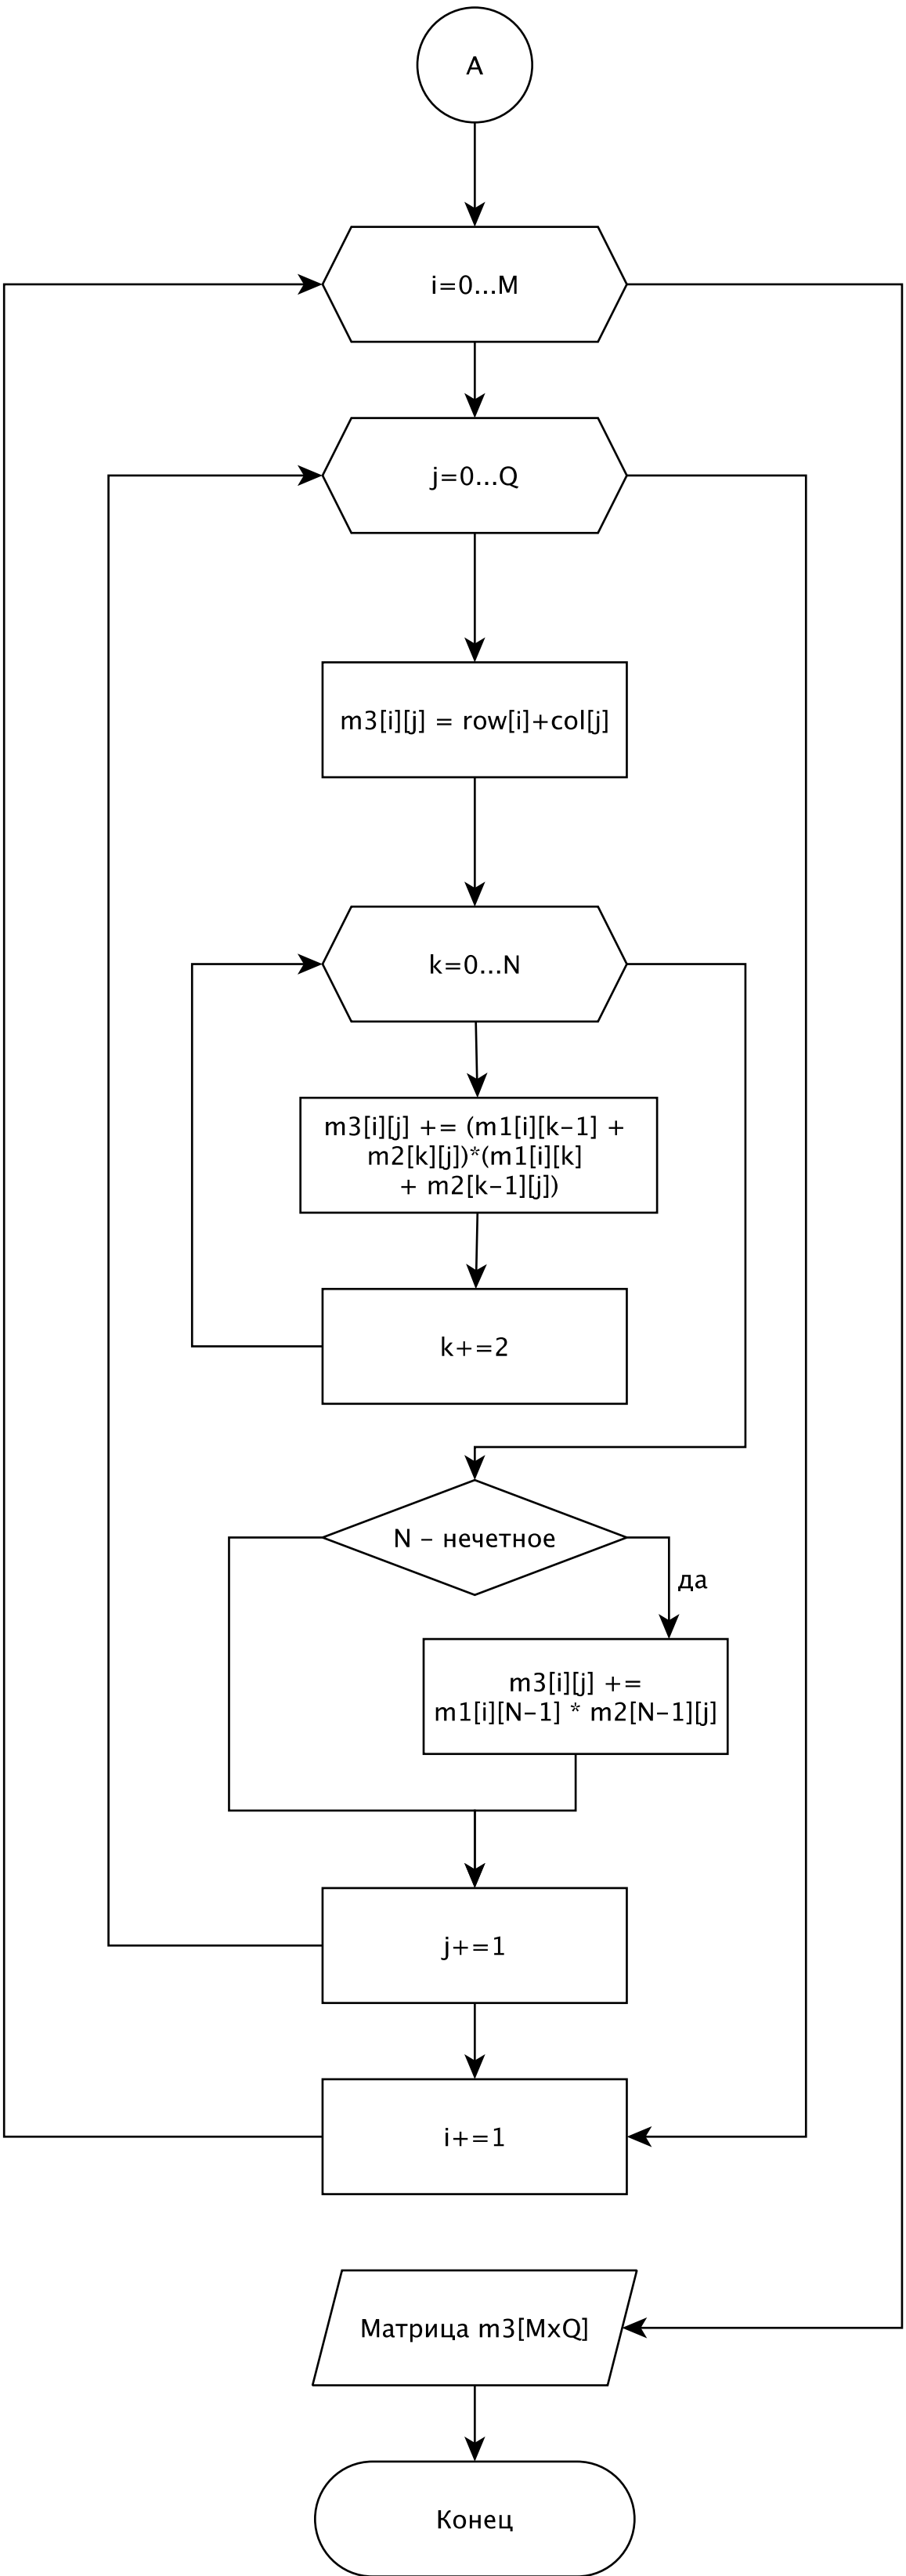 A
i=0...M
j=0...Q
m3[i][j] = row[i]+col[j]
k=0...N
m3[i][j] += (m1[i][k-1] +
m2[k][j])*(m1[i][k]
+ m2[k-1][j])
k+=2
N - нечетное
да
m3[i][j] +=
m1[i][N-1] * m2[N-1][j]
j+=1
i+=1
Матрица m3[MxQ]
Конец